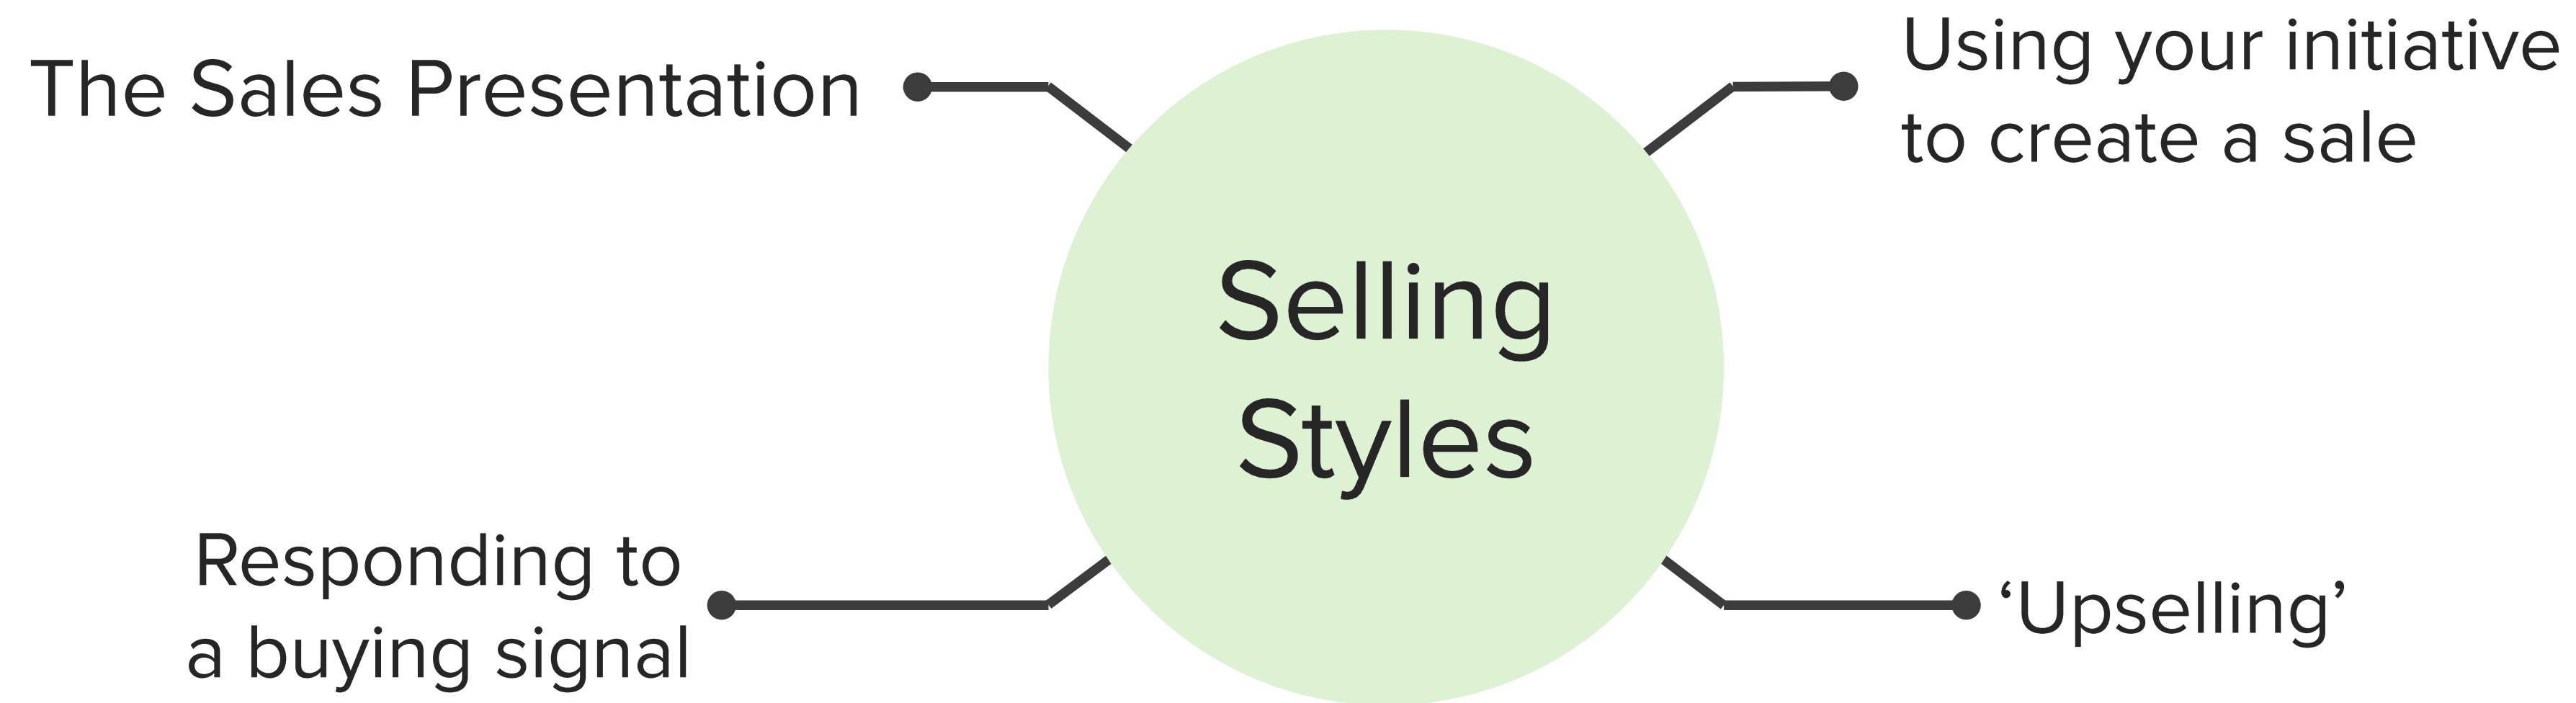 The Sales Presentation
Using your initiative
to create a sale
Selling
Styles
Responding to
a buying signal
‘Upselling’